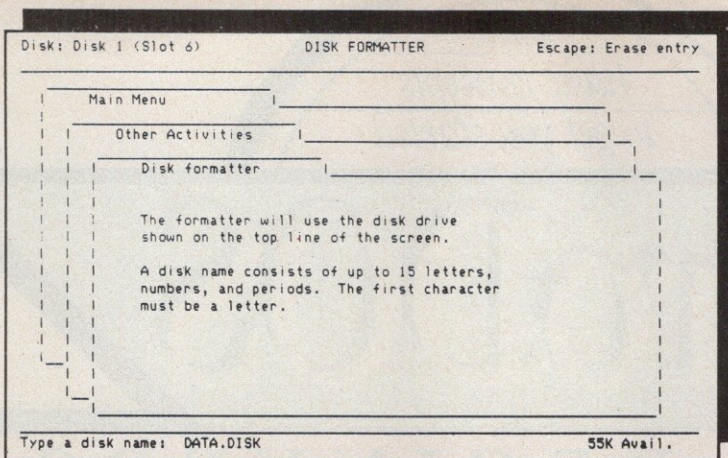 Disk: Disk 1 (Slot 6) DISK FORMATTER Escape: Erase entry
Main Menu
Other Activities
Disk formatter
The formatter will use the disk drive
shown on the top line of the screen.
A disk name consists of up to 15 letters,
numbers, and periods. The first character
must be a letter.
Type a disk name: DATA.DISK 55K Avail.